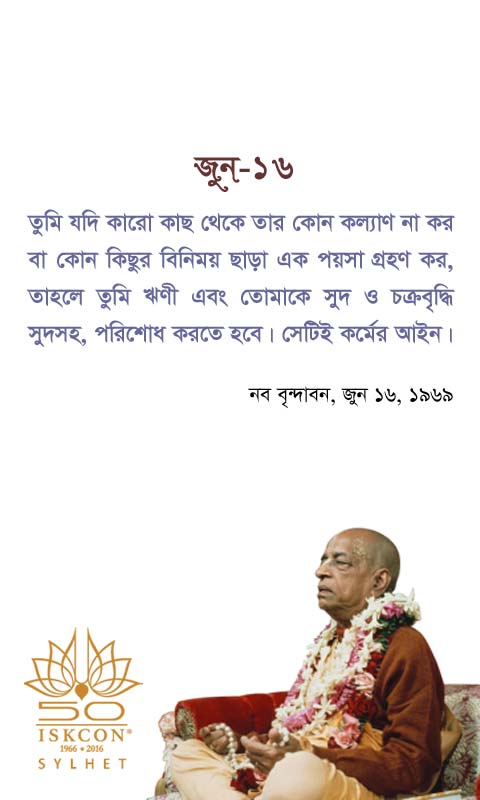 জুন-১৬
তুমি যদি কারো কাছ থেকে তার কোন কল্যাণ না কর
বা কোন কিছুর বিনিময় ছাড়া এক পয়সা গ্রহণ কর,
তাহলে তুমি ঋণী এবং তোমাকে সুদ ও চক্রবৃদ্ধি
সুদসহ, পরিশোধ করতে হবে। সেটিই কর্মের আইন।
নব বৃন্দাবন, জুন ১৬, ১৯৬৯
50
ISKCON®
1966 • 2016
SYLHET